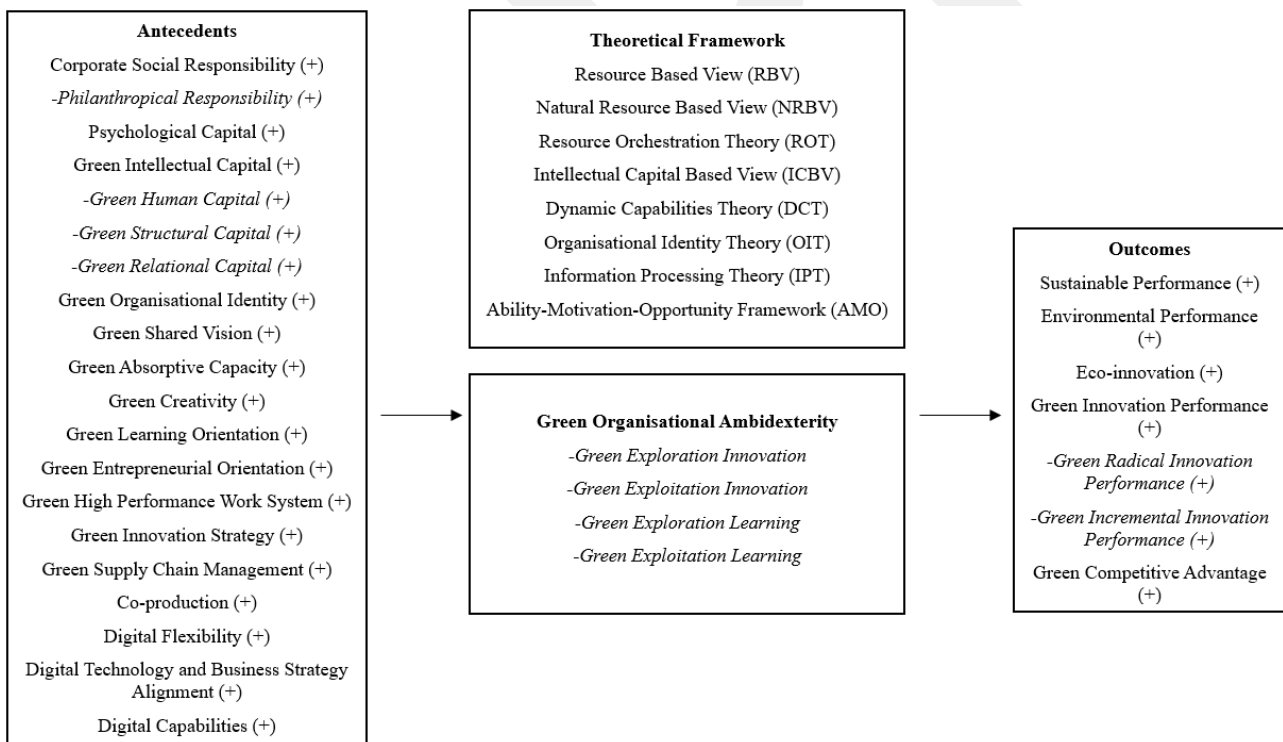 Antecedents
Corporate Social Responsibility (+)
-Philanthropical Responsibility (+)
Psychological Capital (+)
Green Intellectual Capital (+)
-Green Human Capital (+)
-Green Structural Capital (+)
-Green Relational Capital (+)
Green Organisational Identity (+)
Green Shared Vision (+)
Green Absorptive Capacity (+)
Green Creativity (+)
Green Learning Orientation (+)
Green Entrepreneurial Orientation (+)
Green High Performance Work System (+)
Green Innovation Strategy (+)
Green Supply Chain Management (+)
Co-production (+)
Digital Flexibility (+)
Digital Technology and Business Strategy
Alignment (+)
Digital Capabilities (+)
Theoretical Framework
Resource Based View (RBV)
Natural Resource Based View (NRBV)
Resource Orchestration Theory (ROT)
Intellectual Capital Based View (ICBV)
Dynamic Capabilities Theory (DCT)
Organisational Identity Theory (OIT)
Information Processing Theory (IPT)
Ability-Motivation-Opportunity Framework (AMO)
Green Organisational Ambidexterity
-Green Exploration Innovation
-Green Exploitation Innovation
-Green Exploration Learning
-Green Exploitation Learning
Outcomes
Sustainable Performance (+)
Environmental Performance
(+)
Eco-innovation (+)
Green Innovation Performance
(+)
-Green Radical Innovation
Performance (+)
-Green Incremental Innovation
Performance (+)
Green Competitive Advantage
(+)